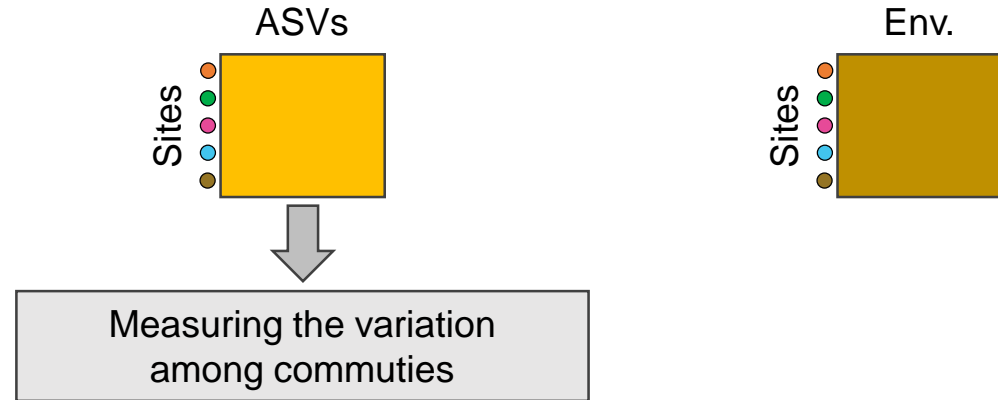 ASVs
Env.
Sites
Sites
Measuring the variation
among commuties